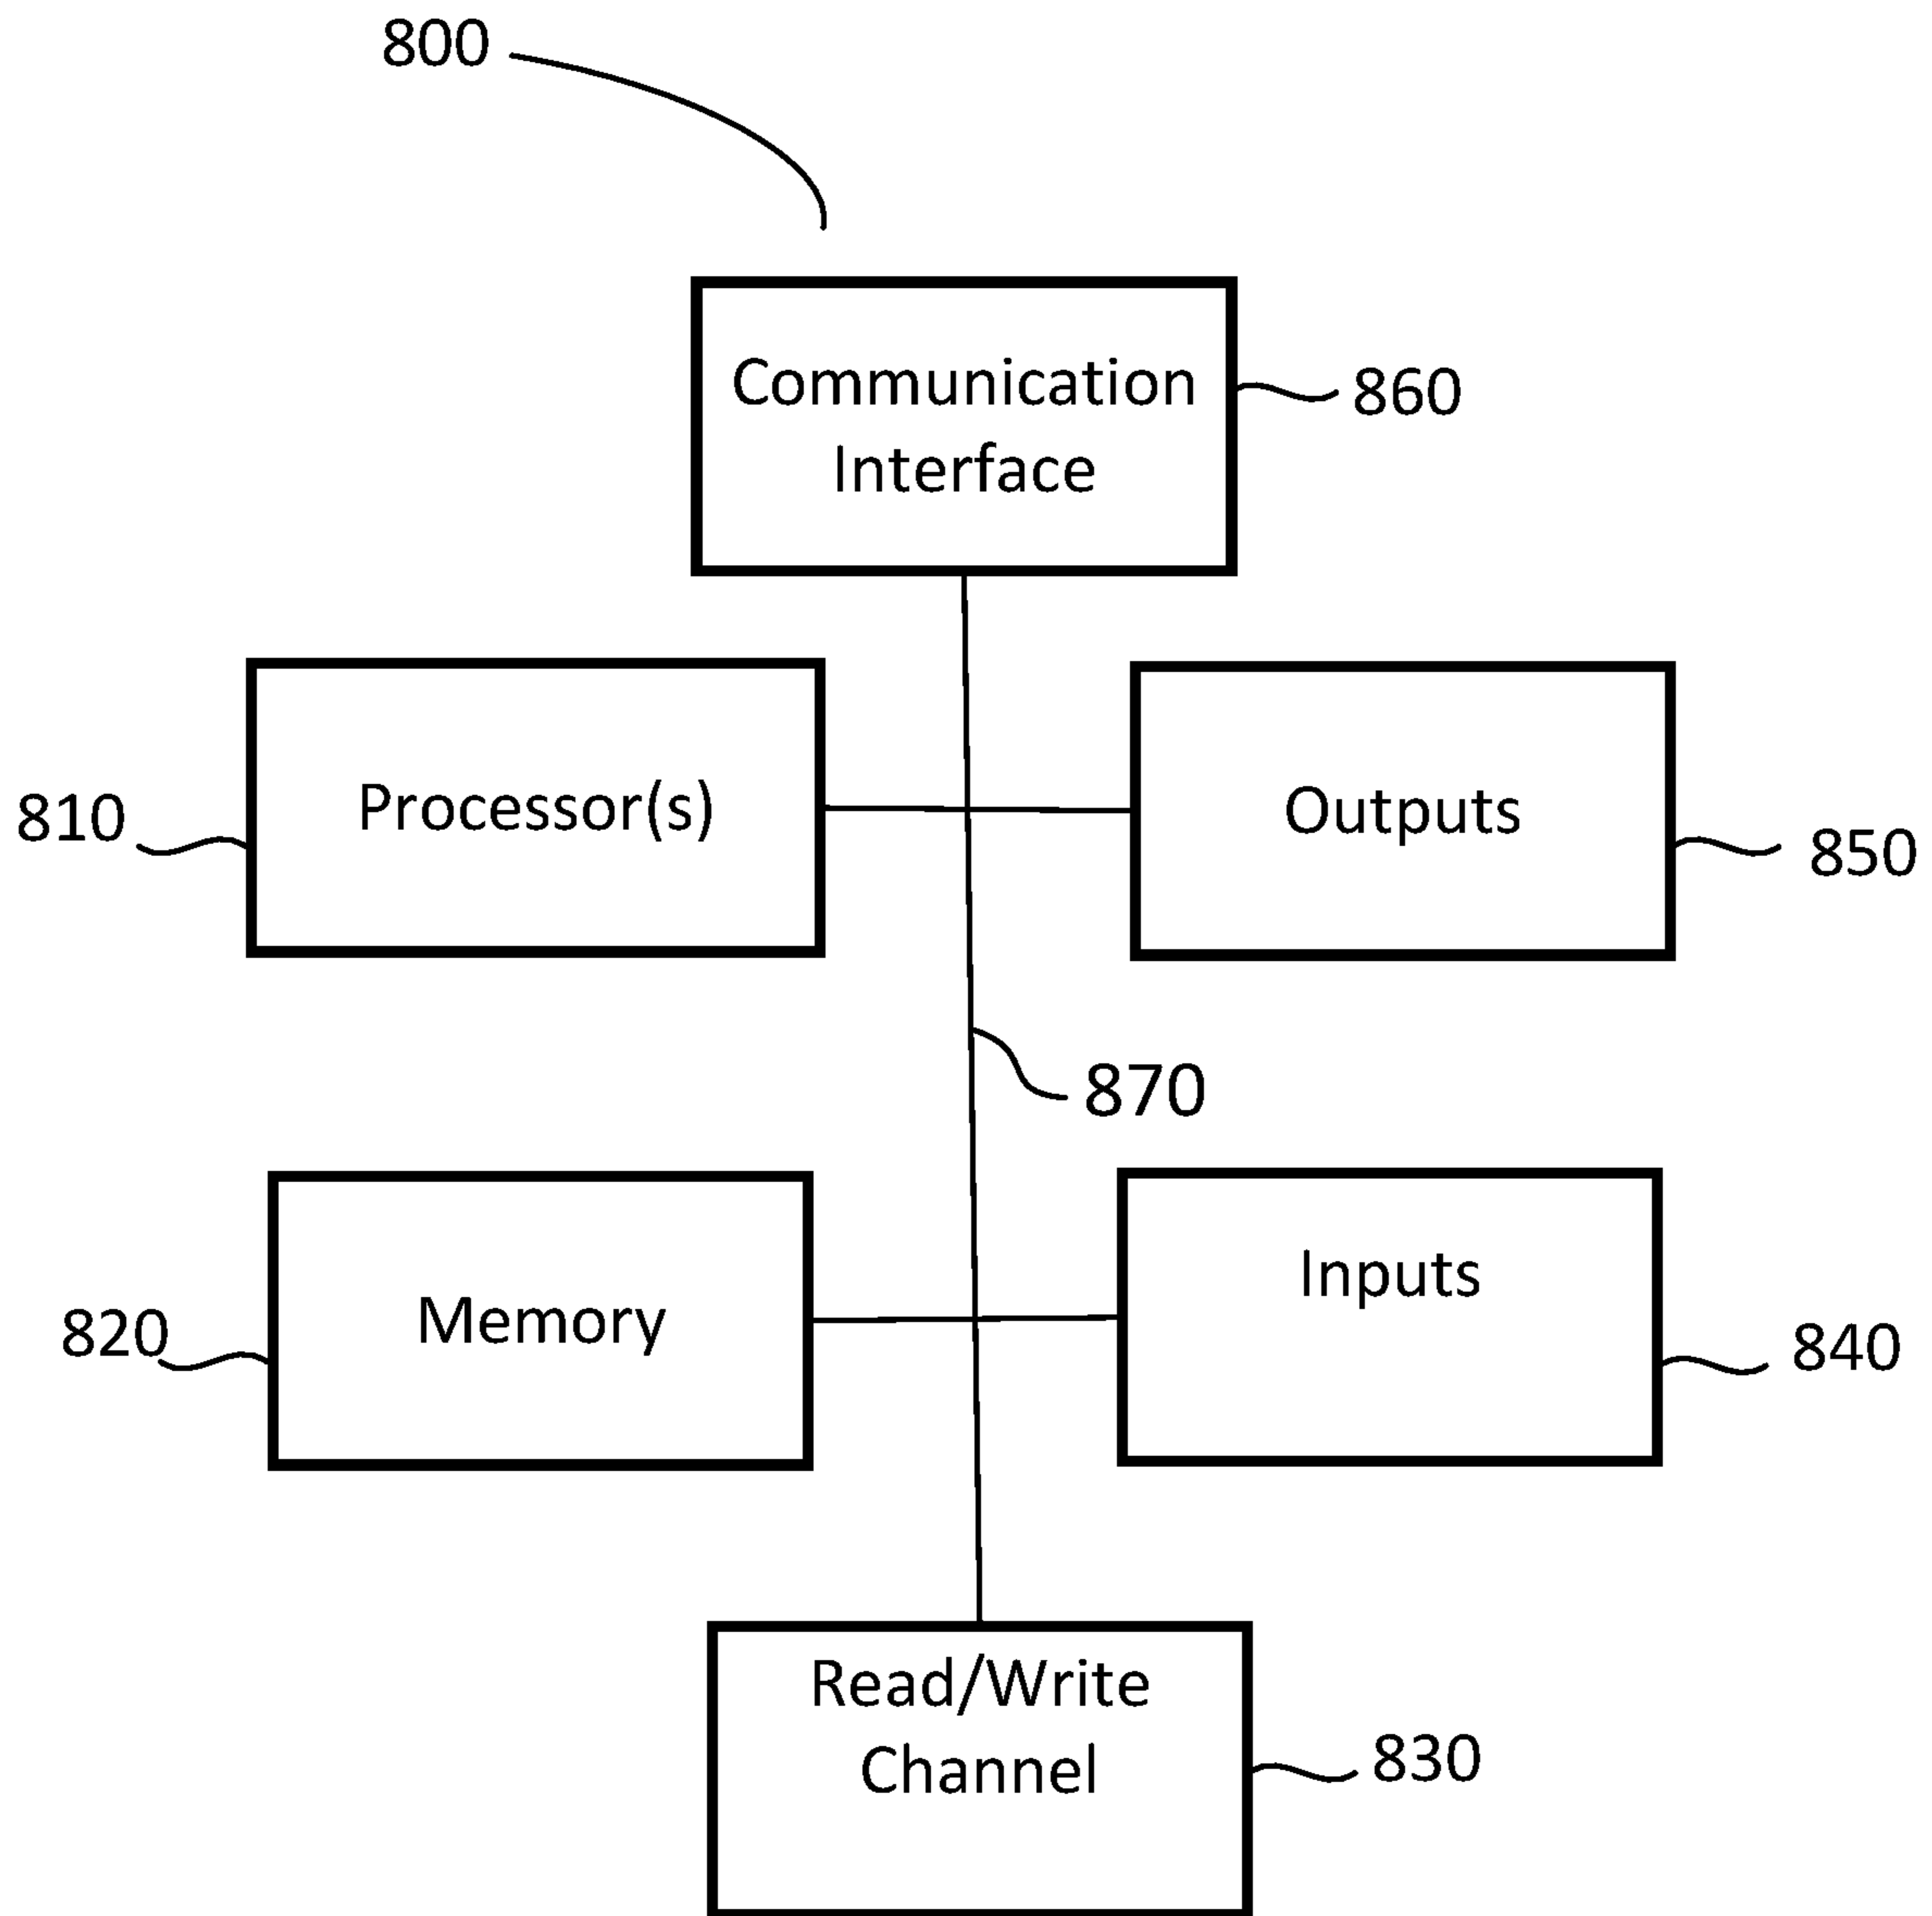 800
Communication
Interface
860
Processor(s)
810
Outputs
850
870
Memory
820
Inputs
840
Read/Write
Channel
830